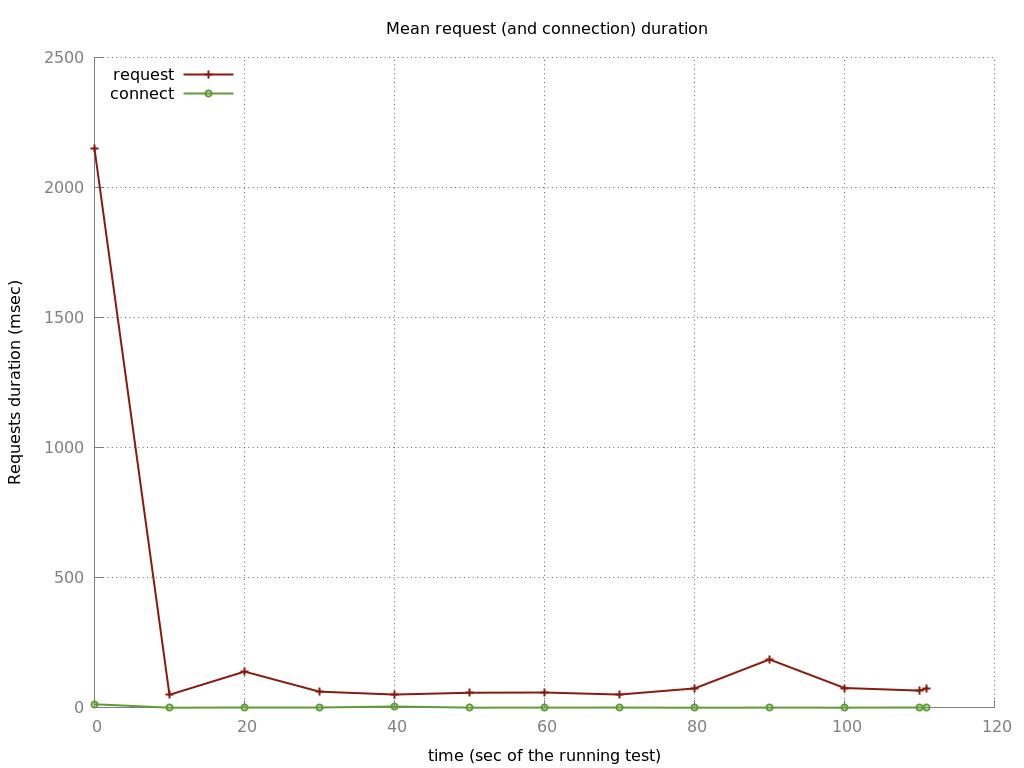 Mean request (and connection) duration
request
connect
2500
2000
1500
1000
500
0
Requests duration (msec)
0 20 40 60 80 100 120
time (sec of the running test)